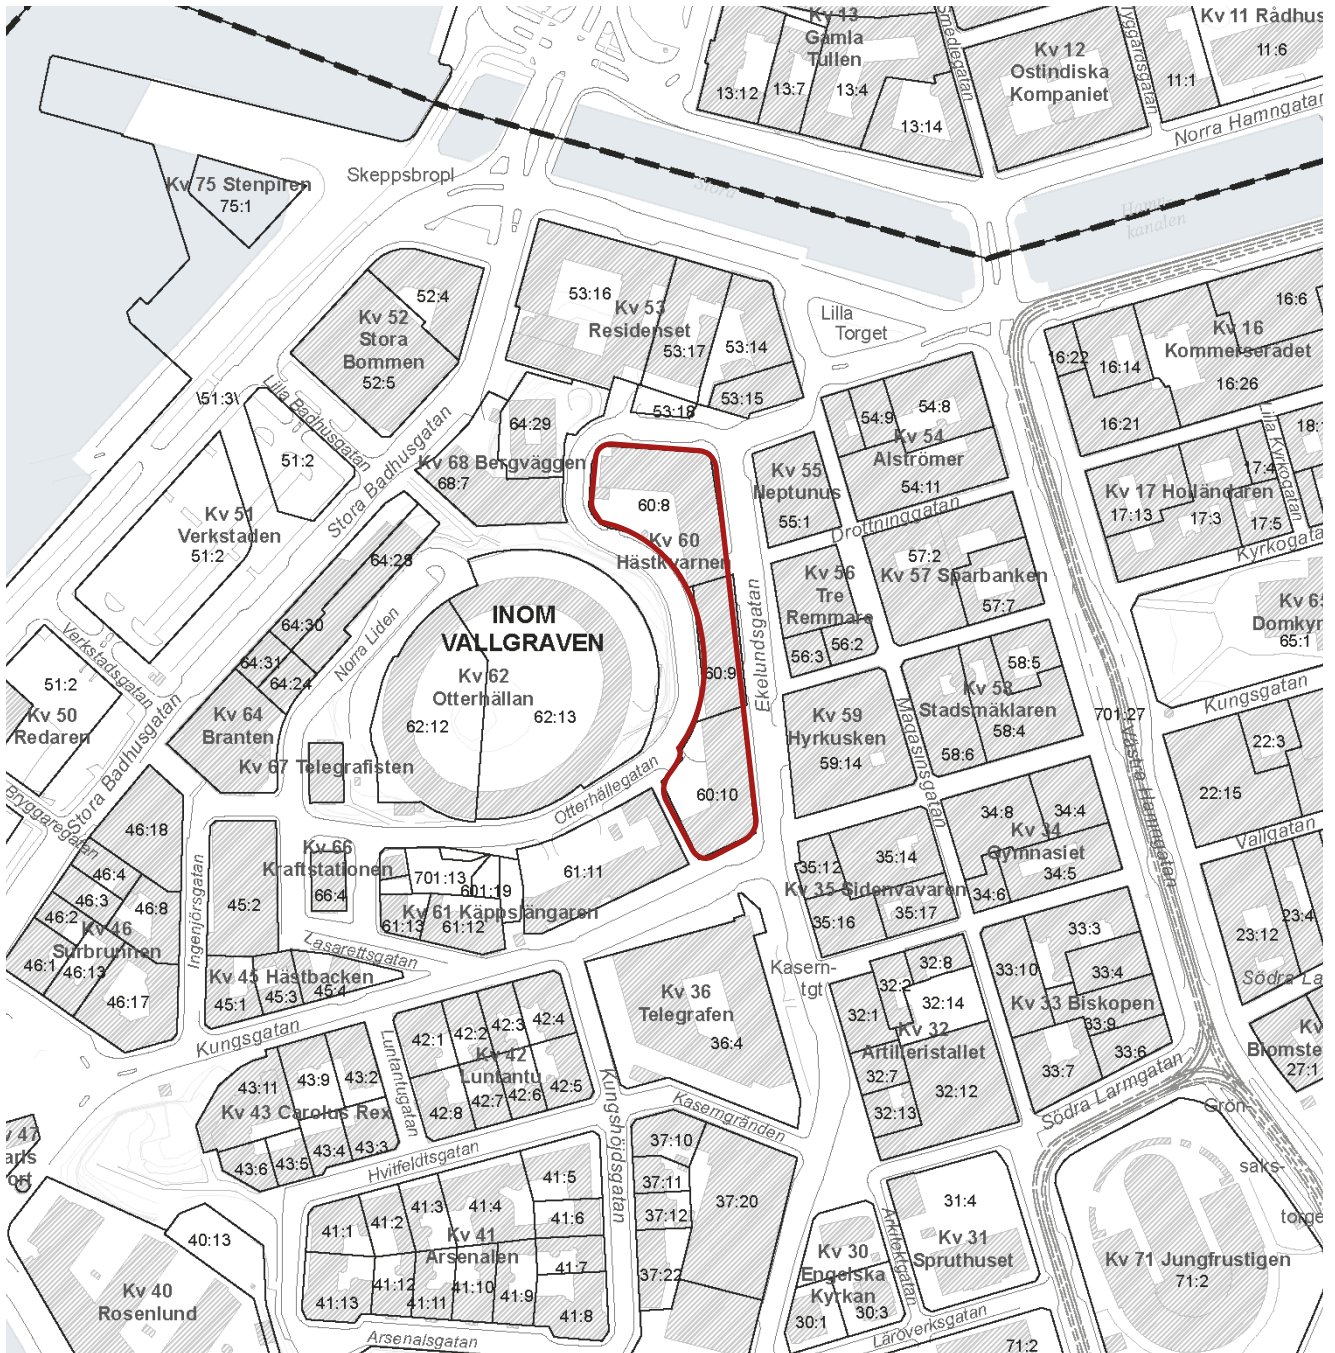 Kv 13
Gamla
Tullen
13:12
13:7
13:4
13:14
Smedjegatan
Kv 12
Ostindiska
Kompaniet
Kv 11 Rådhus
11:6
11:1
Norra Hamngatan
Stora
Hamn
kanalen
Skeppsbropl
Kv 75 Stenpiren
75:1
Kv 52
Stora
Bommen
52:4
52:5
53:16
Kv 53
Residenset
53:17
53:14
53:15
53:18
Lilla
Torget
16:6
Kv 16
Kommerserådet
16:22
16:14
16:26
16:21
\51:3\
Lilla Badhusgatan
51:2
Kv 51
Verkstaden
51:2
Stora Badhusgatan
64:29
Kv 68 Bergväggen
68:7
60:8
Kv 60
Hästkvarnen
60:9
60:10
Kv 55
Neptunus
55:1
54:9
54:8
Kv 54
Alströmer
54:11
Drottninggatan
Lilla Kyrkogatan
18:1
17:4
Kv 17 Holländaren
17:13
17:3
17:5
Kyrkogatan
64:28
64:30
64:31
64:24
Kv 64
Branten
Norra Liden
INOM
VALLGRAVEN
Kv 62
Otterhällan
62:12
62:13
Ekelundsgatan
Kv 56
Tre
Remmare
56:3
56:2
57:2
Kv 57 Sparbanken
57:7
Kv 65
Domkyr
65:1
Verkstadsgatan
51:2
Kv 50
Redaren
Stora Badhusgatan
Bryggaregatan
Kv 67 Telegrafisten
Otterhällegatan
Kv 59
Hyrkusken
59:14
Magasinsgatan
58:5
Kv 58
Stadsmäklaren
58:4
58:6
701:27
Västra Hamngatan
Kungsgatan
22:3
22:15
Vallgatan
46:18
46:4
46:3
46:2
46:8
Kv 46
Surbrunnen
46:1
46:13
46:17
Ingenjörsgatan
45:2
Kv 66
Kraftstationen
66:4
701:13
601:19
61:11
Kv 61 Käppslängaren
61:13
61:12
Lasarettsgatan
Kv 45 Hästbacken
45:1
45:3
45:4
35:12
35:14
Kv 35 Sidenvävaren
35:16
35:17
34:8
34:4
Kv 34
Gymnasiet
34:5
34:6
23:12
23:4
Södra La
Kasern-
tgt
Kv 36
Telegrafen
36:4
32:8
32:2
32:14
32:1
Kv 32
Artilleristallet
32:7
32:12
32:13
33:3
33:10
33:4
Kv 33 Biskopen
33:9
33:6
33:7
Södra Larmgatan
Kv
Blomste
27:1
Kungsgatan
42:1
42:2
42:3
42:4
Kv 42
Luntantu
42:8
42:7
42:6
42:5
Luntantugatan
43:11
43:9
43:2
Kv 43 Carolus Rex
43:6
43:5
43:4
43:3
Hvitfeldtsgatan
Kungshöjdsgatan
Kaserngränden
37:10
37:11
37:12
37:20
37:22
Grön-
saks-
torge
41:5
41:3
41:4
41:6
41:1
41:2
Kv 41
Arsenalen
41:7
41:12
41:10
41:9
41:13
41:11
41:8
Arsenalsgatan
40:13
Kv 40
Rosenlund
v 47
arls
ort
Kv 30
Engelska
Kyrkan
30:1
30:3
Arkitektgatan
31:4
Kv 31
Spruthuset
Läroverksgatan
71:2
Kv 71 Jungfrustigen
71:2